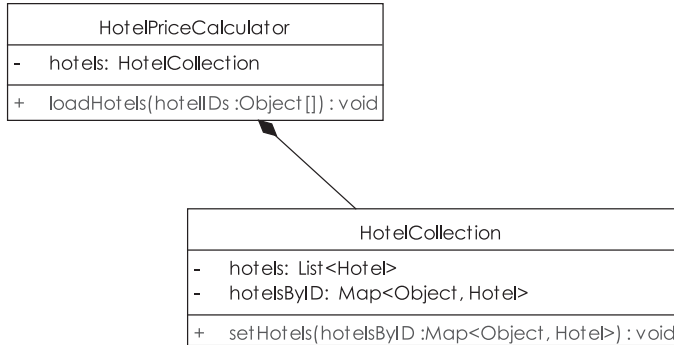 HotelPriceCalculator
- hotels: HotelCollection
+ loadHotels(hotelIDs :Object[]) : void
HotelCollection
- hotels: List<Hotel>
- hotelsByID: Map<Object, Hotel>
+ setHotels(hotelsByID :Map<Object, Hotel>) : void